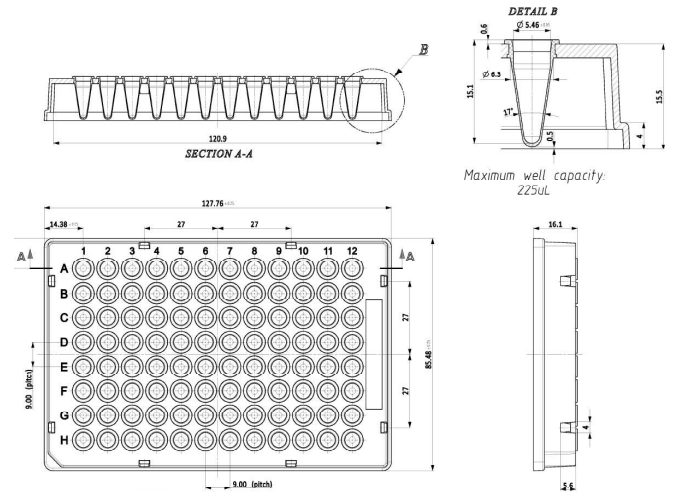 DETAIL B
Ø 5.46
0.6
B
Ø 6.3
15.1
17°
0.5
4
15.5
120.9
SECTION A-A
Maximum well capacity:
225uL
127.76
14.38
27
27
16.1
A
A
1 2 3 4 5 6 7 8 9 10 11 12
A
B
C
D
E
F
G
H
27
27
85.48
9.00 (pitch)
9.00 (pitch)
4
5.6